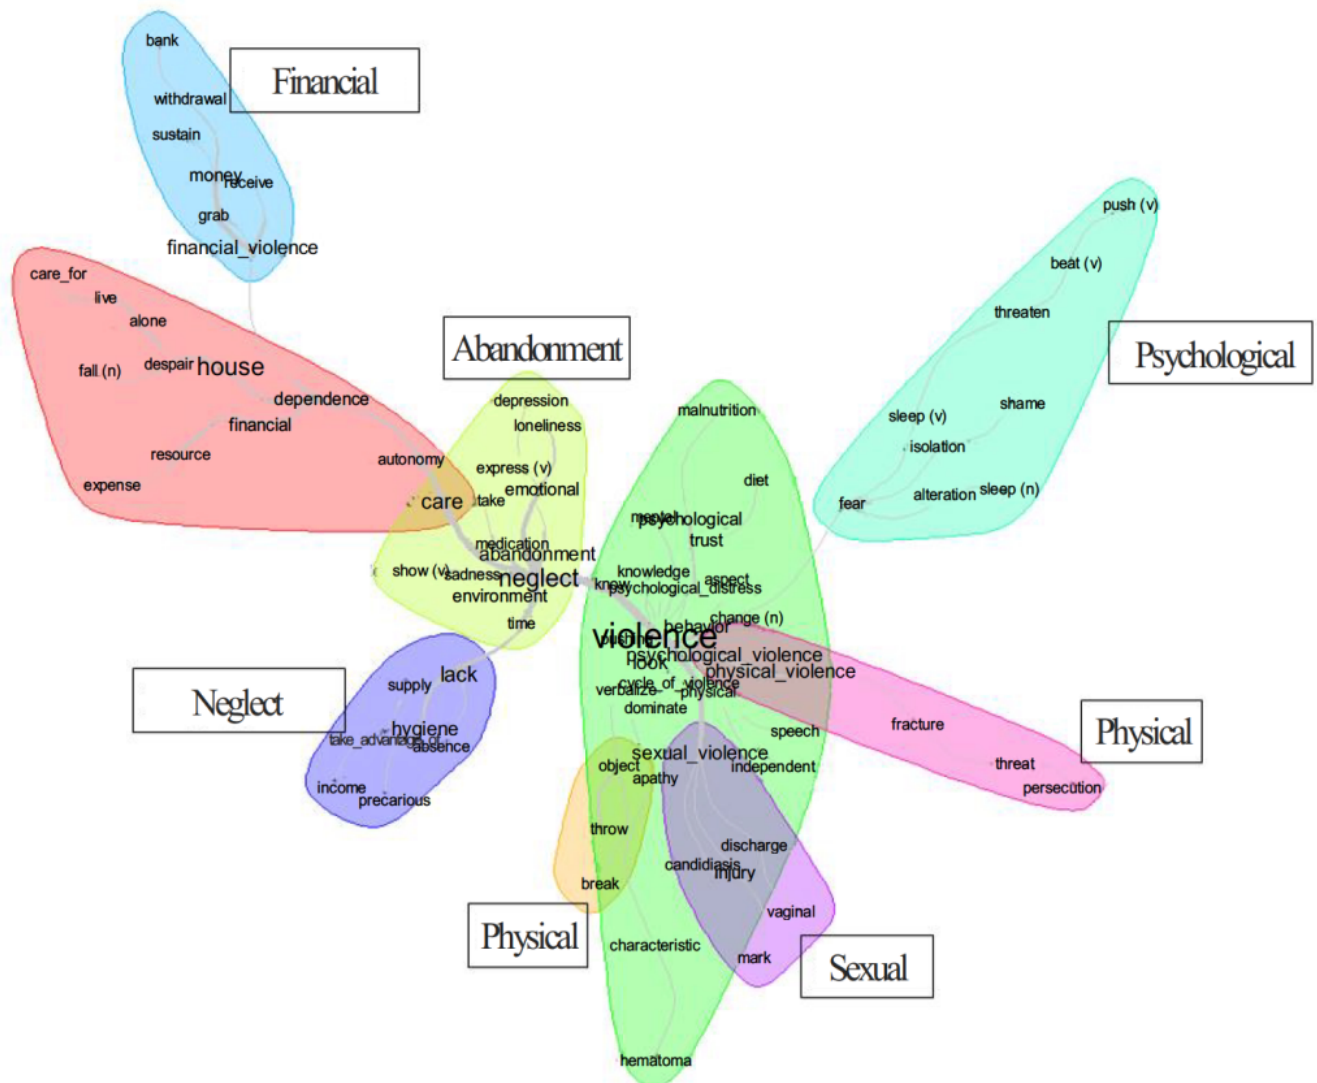 bank
Financial
withdrawal
sustain
money
receive
grab
financial_violence
care_for
live
alone
despair
house
fall (n)
dependence
financial
resource
autonomy
expense
care
take
Abandonment
depression
loneliness
express (v)
emotional
medication
abandonment
show (v)
sadness
neglect
environment
time
Neglect
lack
supply
hygiene
take_advantage_of
absence
income
precarious
malnutrition
diet
mental
psychological
trust
knowledge
aspect
know
psychological_distress
change (n)
behavior
violence
pushing
psychological_violence
look
physical_violence
cycle_of_violence
verbalize
physical
dominate
speech
sexual_violence
independent
object
apathy
throw
break
discharge
candidiasis
injury
vaginal
characteristic
mark
hematoma
Physical
Sexual
push (v)
beat (v)
threaten
Psychological
shame
sleep (v)
isolation
alteration
sleep (n)
fear
fracture
Physical
threat
persecution